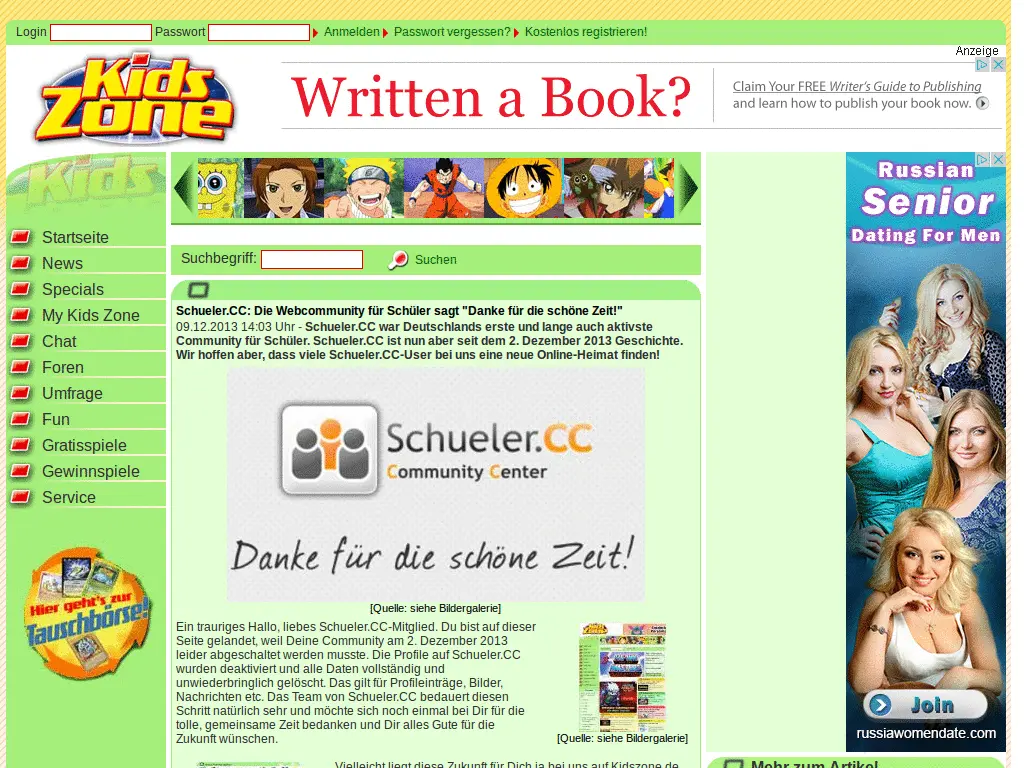 Login Passwort Anmelden Passwort vergessen? Kostenlos registrieren!
Anzeige
Kids
Zone
Written a Book?
Claim Your FREE Writer's Guide to Publishing
and learn how to publish your book now.
Kids
Startseite
News
Specials
My Kids Zone
Chat
Foren
Umfrage
Fun
Gratisspiele
Gewinnspiele
Service
Hier geht's zur
Tauschbörse!
Suchbegriff: Suchen
Schueler.CC: Die Webcommunity für Schüler sagt "Danke für die schöne Zeit!"
09.12.2013 14:03 Uhr - Schueler.CC war Deutschlands erste und lange auch aktivste
Community für Schüler. Schueler.CC ist nun aber seit dem 2. Dezember 2013 Geschichte.
Wir hoffen aber, dass viele Schueler.CC-User bei uns eine neue Online-Heimat finden!
Schueler.CC
Community Center
Danke für die schöne Zeit!
[Quelle: siehe Bildergalerie]
Ein trauriges Hallo, liebes Schueler.CC-Mitglied. Du bist auf dieser
Seite gelandet, weil Deine Community am 2. Dezember 2013
leider abgeschaltet werden musste. Die Profile auf Schueler.CC
wurden deaktiviert und alle Daten vollständig und
unwiederbringlich gelöscht. Das gilt für Profileinträge, Bilder,
Nachrichten etc. Das Team von Schueler.CC bedauert diesen
Schritt natürlich sehr und möchte sich noch einmal bei Dir für die
tolle, gemeinsame Zeit bedanken und Dir alles Gute für die
Zukunft wünschen.
[Quelle: siehe Bildergalerie]
Vielleicht liegt diese Zukunft für Dich ja bei uns auf Kidszone.de
Russian
Senior
Dating For Men
Join
russiawomendate.com
Mehr zum Artikel